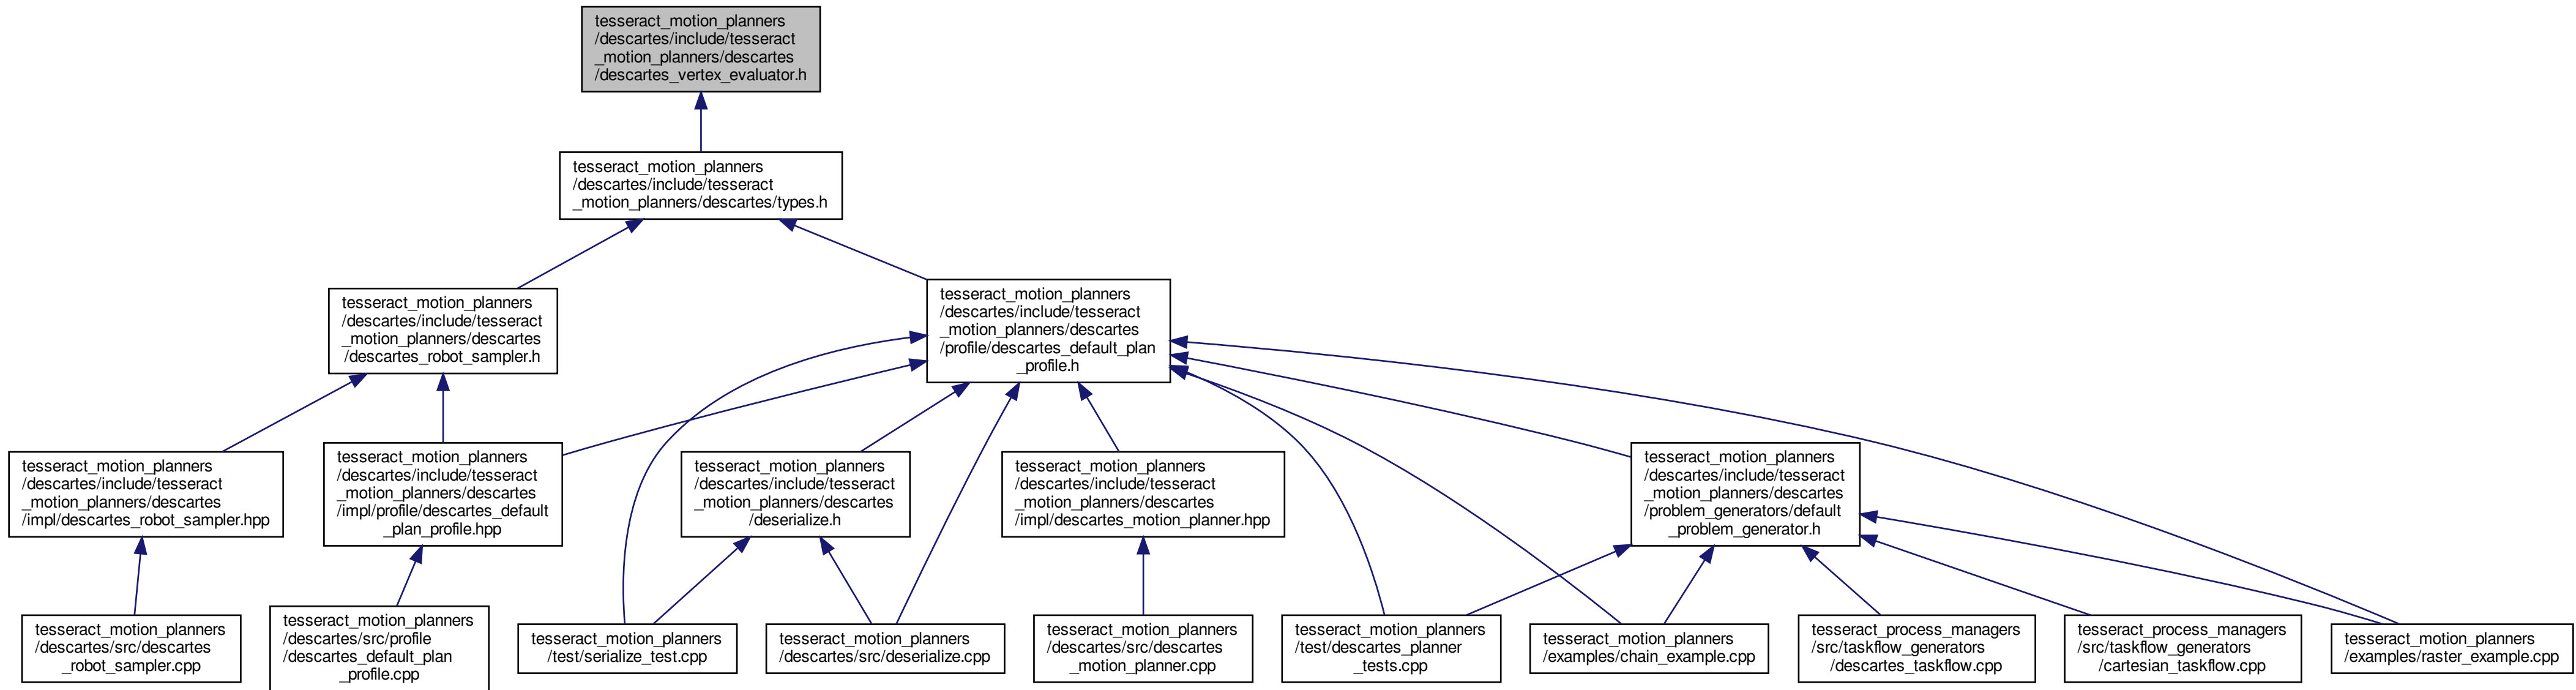 tesseract_motion_planners
/descartes/include/tesseract
_motion_planners/descartes
/descartes_vertex_evaluator.h
tesseract_motion_planners
/descartes/include/tesseract
_motion_planners/descartes/types.h
tesseract_motion_planners
/descartes/include/tesseract
_motion_planners/descartes
/descartes_robot_sampler.h
tesseract_motion_planners
/descartes/include/tesseract
_motion_planners/descartes
/profile/descartes_default_plan
_profile.h
tesseract_motion_planners
/descartes/include/tesseract
_motion_planners/descartes
/impl/descartes_robot_sampler.hpp
tesseract_motion_planners
/descartes/include/tesseract
_motion_planners/descartes
/impl/profile/descartes_default
_plan_profile.hpp
tesseract_motion_planners
/descartes/include/tesseract
_motion_planners/descartes
/deserialize.h
tesseract_motion_planners
/descartes/include/tesseract
_motion_planners/descartes
/impl/descartes_motion_planner.hpp
tesseract_motion_planners
/descartes/include/tesseract
_motion_planners/descartes
/problem_generators/default
_problem_generator.h
tesseract_motion_planners
/descartes/src/descartes
_robot_sampler.cpp
tesseract_motion_planners
/descartes/src/profile
/descartes_default_plan
_profile.cpp
tesseract_motion_planners
/test/serialize_test.cpp
tesseract_motion_planners
/descartes/src/deserialize.cpp
tesseract_motion_planners
/descartes/src/descartes
_motion_planner.cpp
tesseract_motion_planners
/test/descartes_planner
_tests.cpp
tesseract_motion_planners
/examples/chain_example.cpp
tesseract_process_managers
/src/taskflow_generators
/descartes_taskflow.cpp
tesseract_process_managers
/src/taskflow_generators
/cartesian_taskflow.cpp
tesseract_motion_planners
/examples/raster_example.cpp